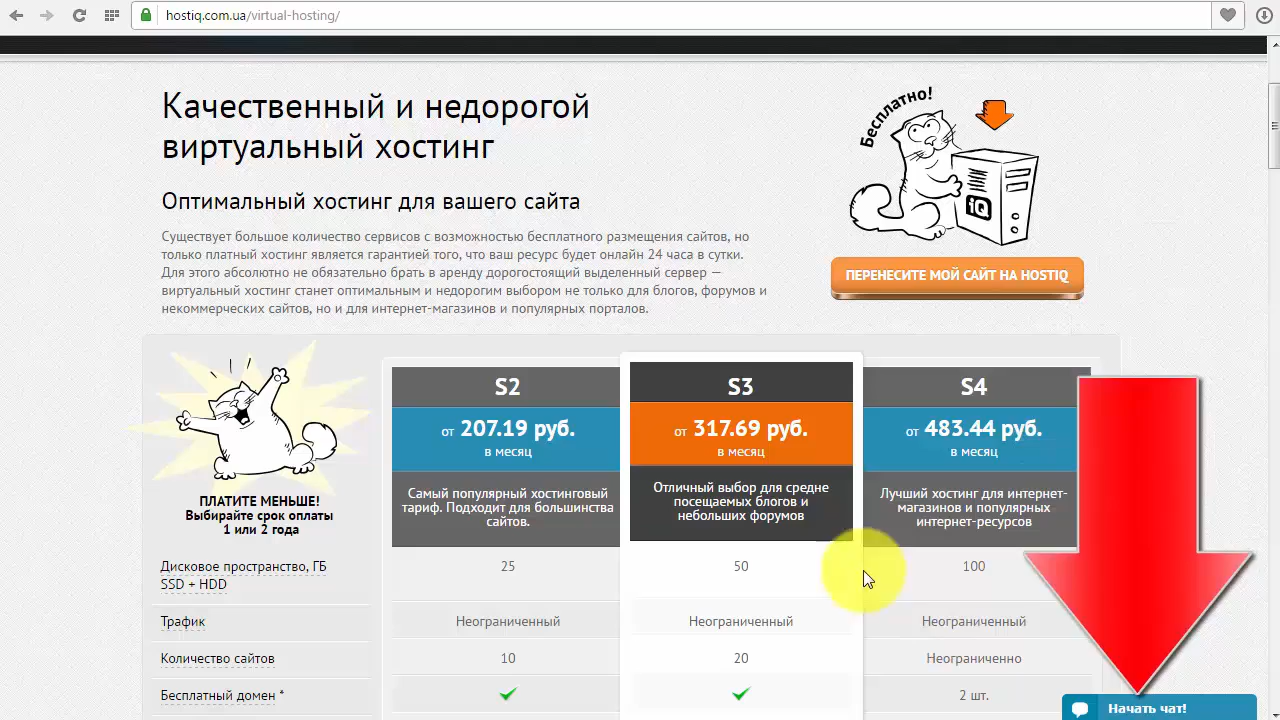 hostiq.com.ua/virtual-hosting/
Качественный и недорогой
виртуальный хостинг
Бесплатно!
iQ
Оптимальный хостинг для вашего сайта
Существует большое количество сервисов с возможностью бесплатного размещения сайтов, но
только платный хостинг является гарантией того, что ваш ресурс будет онлайн 24 часа в сутки.
Для этого абсолютно не обязательно брать в аренду дорогостоящий выделенный сервер —
виртуальный хостинг станет оптимальным и недорогим выбором не только для блогов, форумов и
некоммерческих сайтов, но и для интернет-магазинов и популярных порталов.
ПЕРЕНЕСИТЕ МОЙ САЙТ НА HOSTIQ
ПЛАТИТЕ МЕНЬШЕ!
Выбирайте срок оплаты
1 или 2 года
S2
от 207.19 руб.
в месяц
Самый популярный хостинговый
тариф. Подходит для большинства
сайтов.
S3
от 317.69 руб.
в месяц
Отличный выбор для средне
посещаемых блогов и
небольших форумов
S4
от 483.44 руб.
в месяц
Лучший хостинг для интернет-
магазинов и популярных
интернет-ресурсов
Дисковое пространство, ГБ
SSD + HDD
25 50 100
Трафик Неограниченный Неограниченный Неограниченный
Количество сайтов 10 20 Неограниченно
Бесплатный домен * 2 шт.
Начать чат!